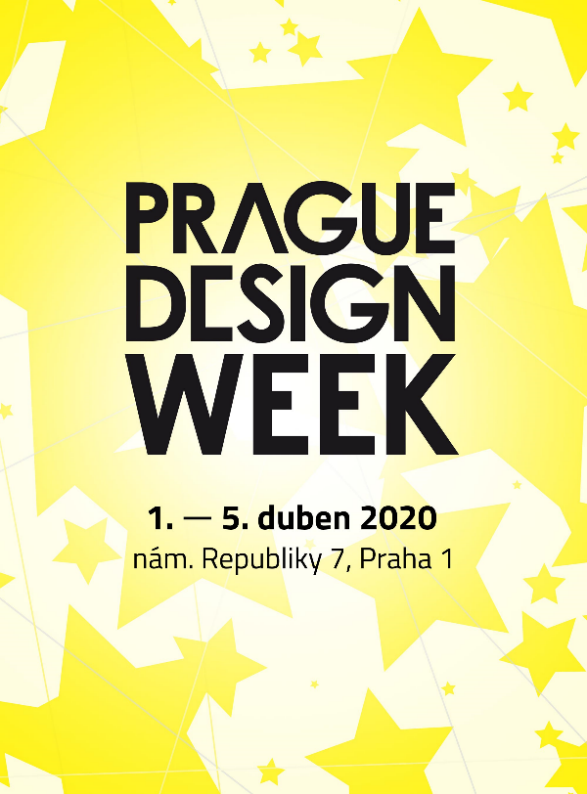 PRAGUE
DESIGN
WEEK
1. — 5. duben 2020
nám. Republiky 7, Praha 1